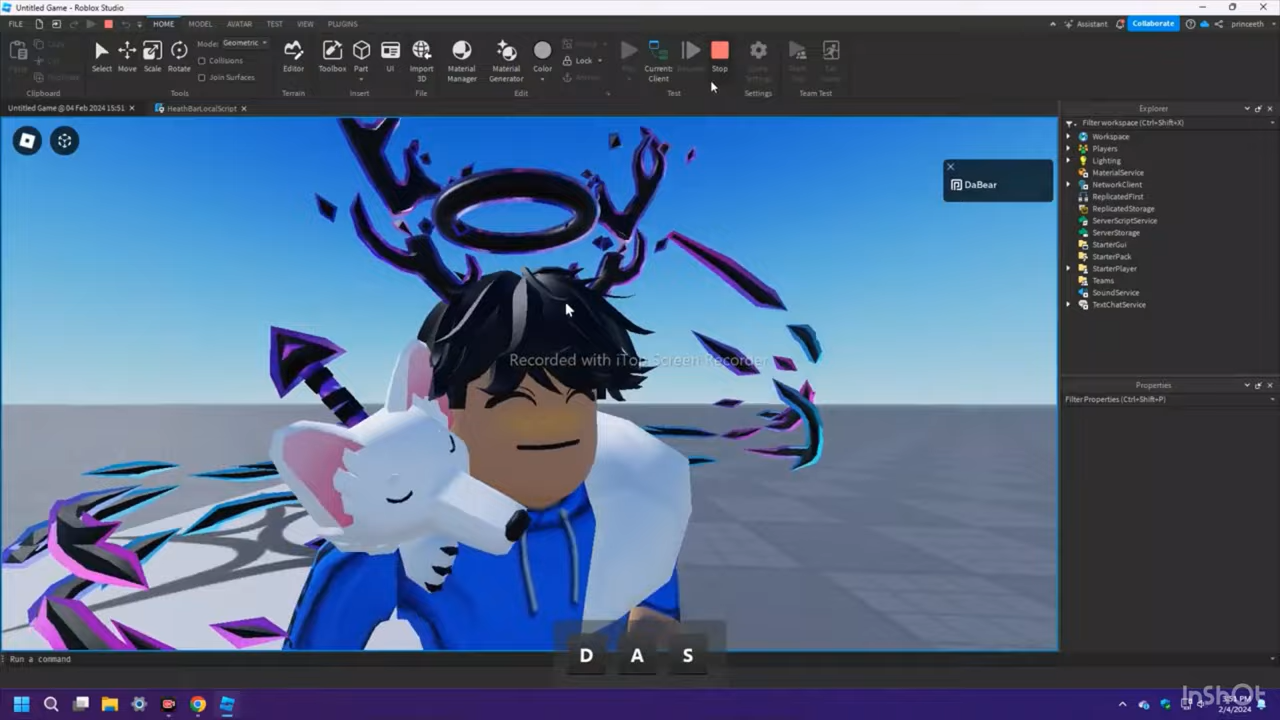 Untitled Game - Roblox Studio
FILE HOME MODEL AVATAR TEST VIEW PLUGINS Assistant Collaborate princeeth
Mode: Geometric
Collisions
Join Surfaces
Select Move Scale Rotate Editor Toolbox Part UI Import 3D Material Manager Material Generator Color Lock Current: Client Stop
Clipboard Tools Terrain Insert File Edit Test Settings Team Test
Untitled Game @ 04 Feb 2024 15:51 HeathBarLocalScript
Explorer
Filter workspace (Ctrl+Shift+X)
Workspace
Players
Lighting
MaterialService
NetworkClient
ReplicatedFirst
ReplicatedStorage
ServerScriptService
ServerStorage
StarterGui
StarterPack
StarterPlayer
Teams
SoundService
TextChatService
DaBear
Properties
Filter Properties (Ctrl+Shift+P)
Recorded with iTop Screen Recorder
D A S
Run a command
InShOt
3:51 PM
2/4/2024